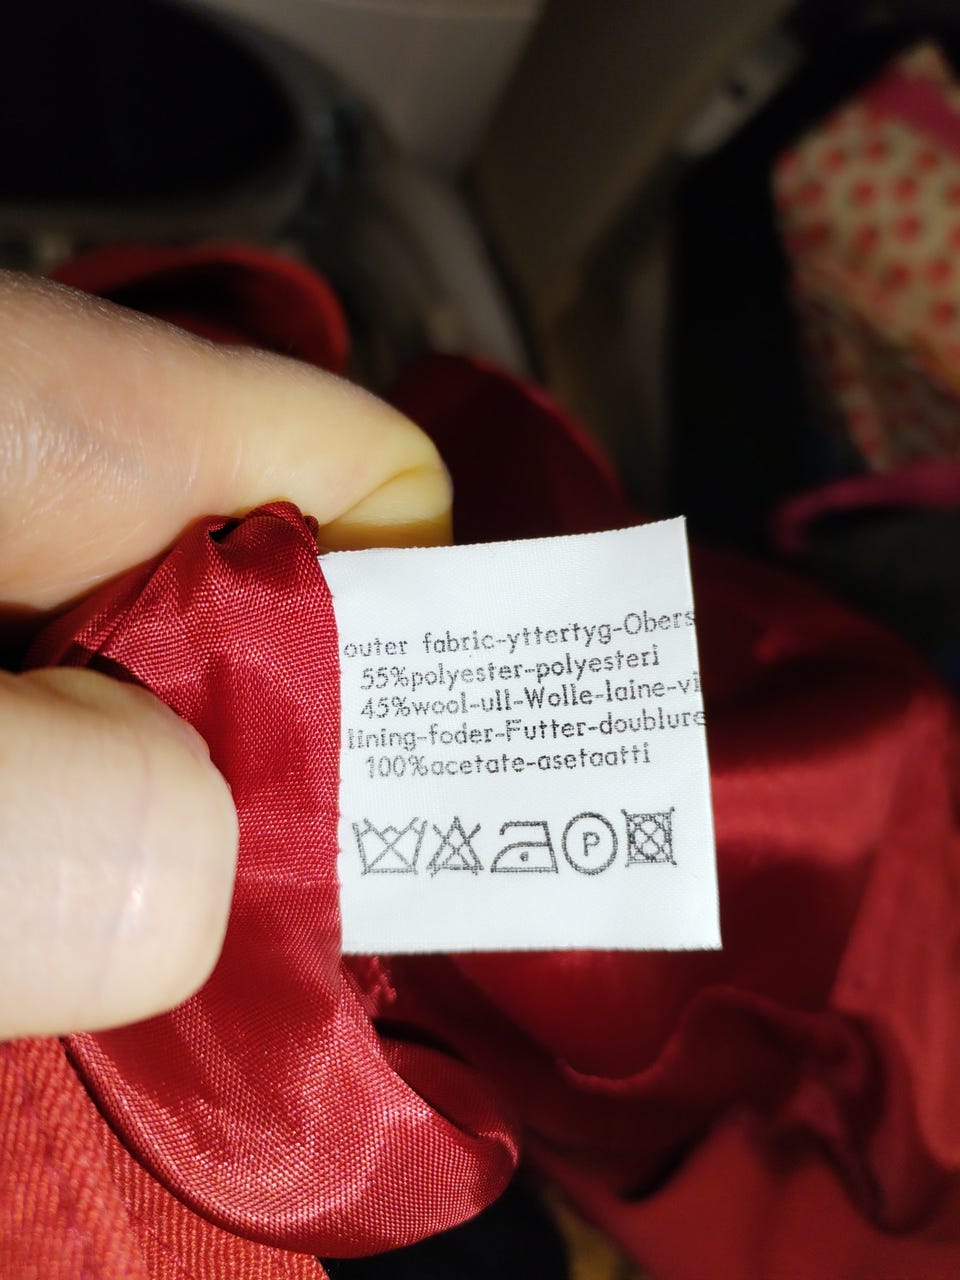 outer fabric-yttertyg-Obers
55%polyester-polyesteri
45%wool-ull-Wolle-laine-vi
lining-foder-Futter-doublure
100%acetate-asetaatti
P